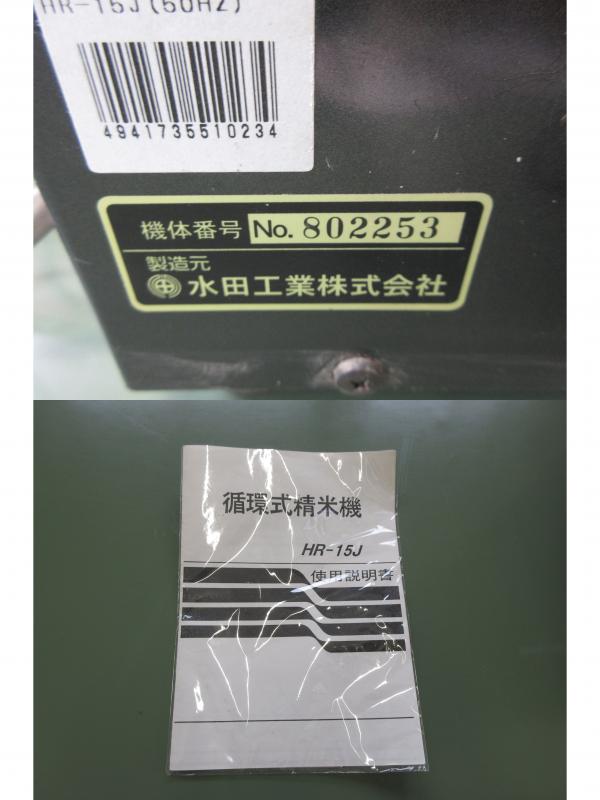 HR-15J(50HZ)
4941735510234
機体番号 No. 802253
製造元
水田工業株式会社
循環式精米機
HR-15J
使用説明書